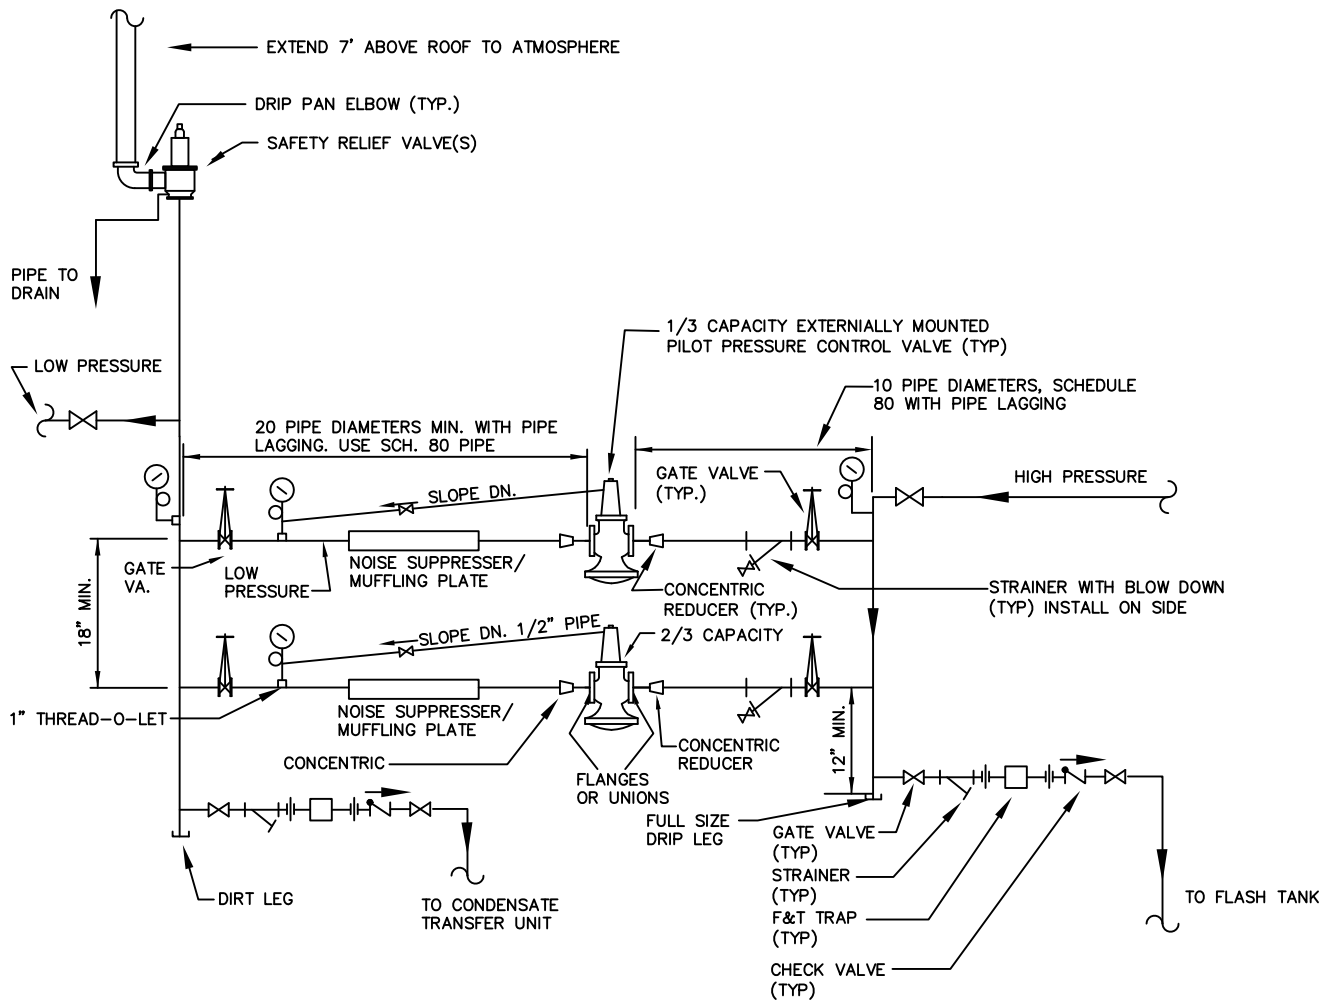 EXTEND 7' ABOVE ROOF TO ATMOSPHERE
DRIP PAN ELBOW (TYP.)
SAFETY RELIEF VALVE(S)
PIPE TO
DRAIN
1/3 CAPACITY EXTERNIALLY MOUNTED
PILOT PRESSURE CONTROL VALVE (TYP)
LOW PRESSURE
10 PIPE DIAMETERS, SCHEDULE
80 WITH PIPE LAGGING
20 PIPE DIAMETERS MIN. WITH PIPE
LAGGING. USE SCH. 80 PIPE
GATE VALVE
(TYP.)
HIGH PRESSURE
SLOPE DN.
GATE
VA.
LOW
PRESSURE
NOISE SUPPRESSER/
MUFFLING PLATE
CONCENTRIC
REDUCER (TYP.)
STRAINER WITH BLOW DOWN
(TYP) INSTALL ON SIDE
18" MIN.
SLOPE DN. 1/2" PIPE
2/3 CAPACITY
1" THREAD-O-LET
NOISE SUPPRESSER/
MUFFLING PLATE
12" MIN.
CONCENTRIC
CONCENTRIC
REDUCER
FLANGES
OR UNIONS
FULL SIZE
DRIP LEG
GATE VALVE
(TYP)
STRAINER
(TYP)
F&T TRAP
(TYP)
CHECK VALVE
(TYP)
DIRT LEG
TO CONDENSATE
TRANSFER UNIT
TO FLASH TANK